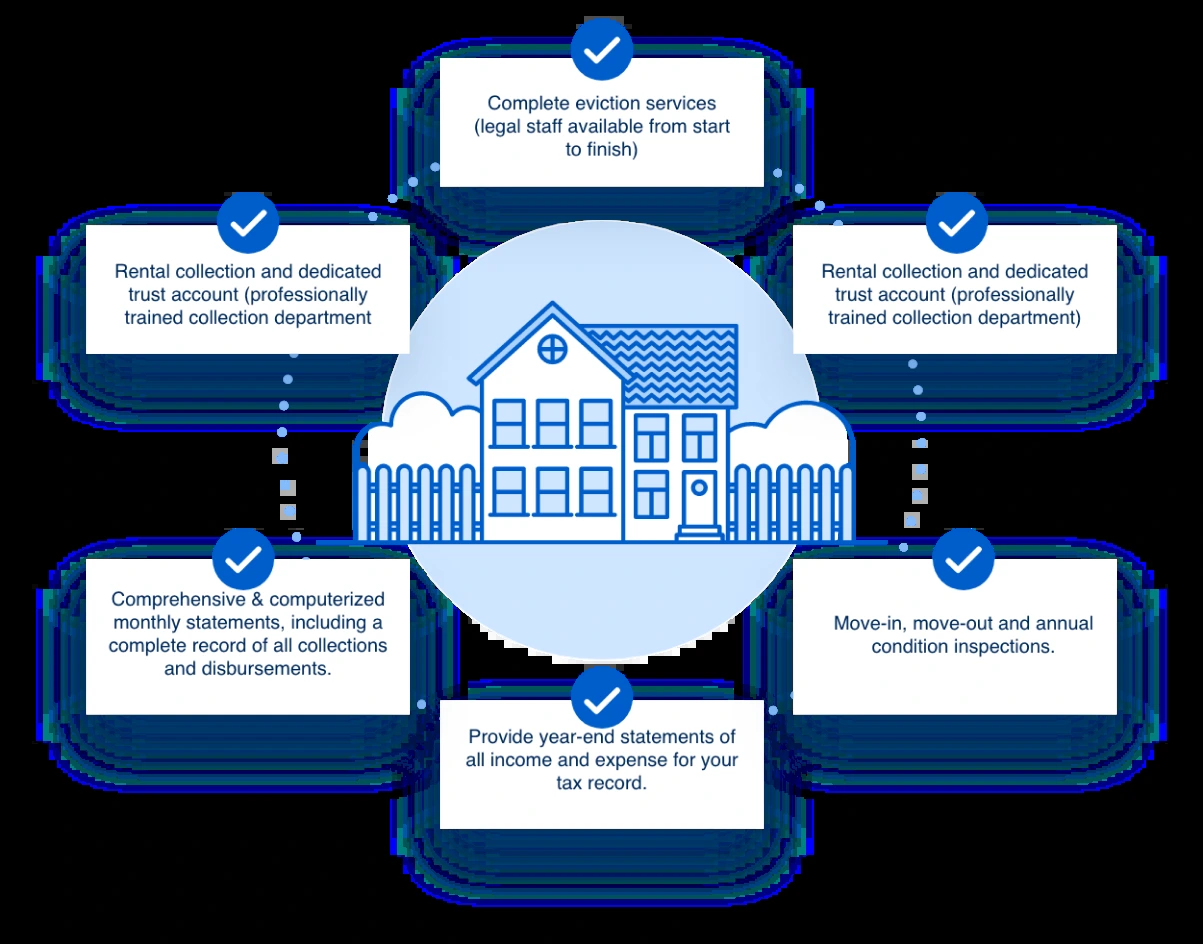 Complete eviction services
(legal staff available from start
to finish)
Rental collection and dedicated
trust account (professionally
trained collection department
Rental collection and dedicated
trust account (professionally
trained collection department)
Comprehensive & computerized
monthly statements, including a
complete record of all collections
and disbursements.
Move-in, move-out and annual
condition inspections.
Provide year-end statements of
all income and expense for your
tax record.